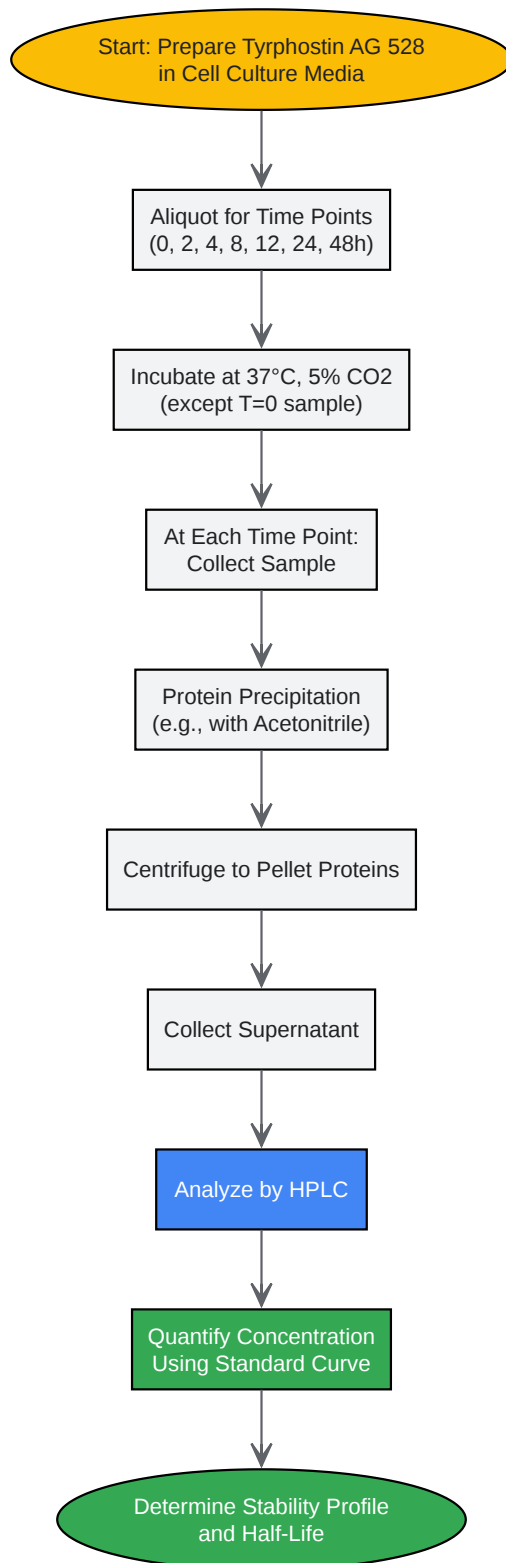 Start: Prepare Tyrphostin AG 528
in Cell Culture Media
Aliquot for Time Points
(0, 2, 4, 8, 12, 24, 48h)
Incubate at 37°C, 5% CO2
(except T=0 sample)
At Each Time Point:
Collect Sample
Protein Precipitation
(e.g., with Acetonitrile)
Centrifuge to Pellet Proteins
Collect Supernatant
Analyze by HPLC
Quantify Concentration
Using Standard Curve
Determine Stability Profile
and Half-Life